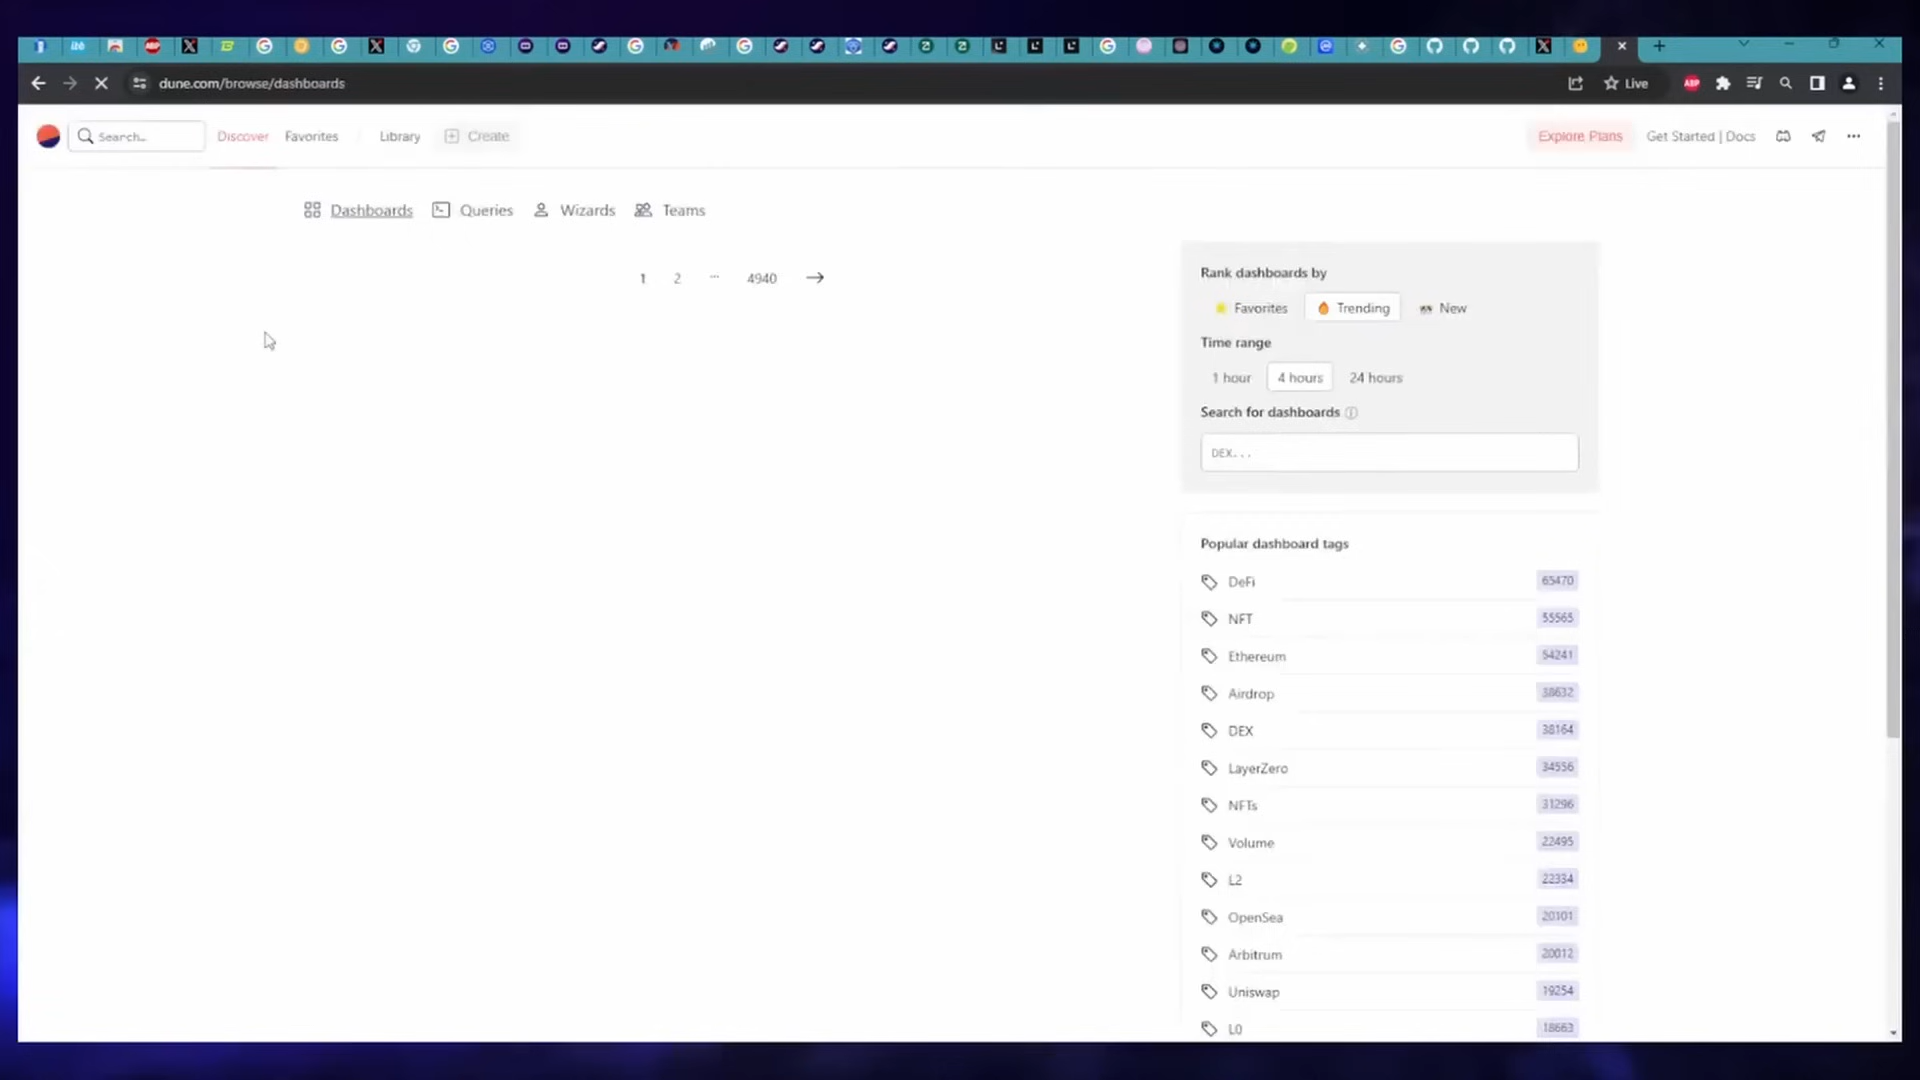 dune.com/browse/dashboards
Live
ABP
Search...
Discover
Favorites
Library
Create
Explore Plans
Get Started | Docs
Dashboards
Queries
Wizards
Teams
1 2 ... 4940
Rank dashboards by
Favorites
Trending
New
Time range
1 hour
4 hours
24 hours
Search for dashboards
DEX...
Popular dashboard tags
DeFi 65470
NFT 55565
Ethereum 54241
Airdrop 38632
DEX 38164
LayerZero 34556
NFTs 31296
Volume 22495
L2 22334
OpenSea 20101
Arbitrum 20012
Uniswap 19254
L0 18663